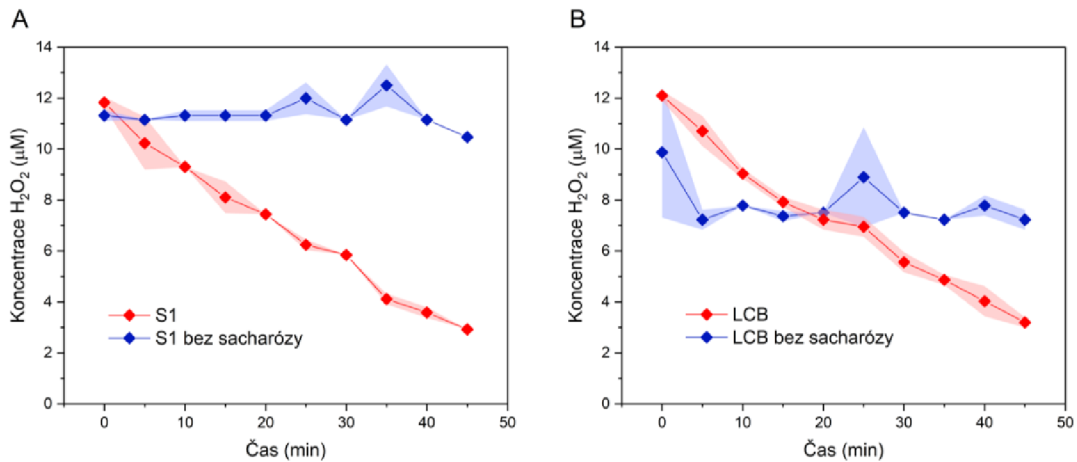 A
14
12
10
8
6
4
2
0
Koncentrace H₂O₂ (μM)
S1
S1 bez sacharózy
0 10 20 30 40 50
Čas (min)
B
14
12
10
8
6
4
2
0
Koncentrace H₂O₂ (μM)
LCB
LCB bez sacharózy
0 10 20 30 40 50
Čas (min)